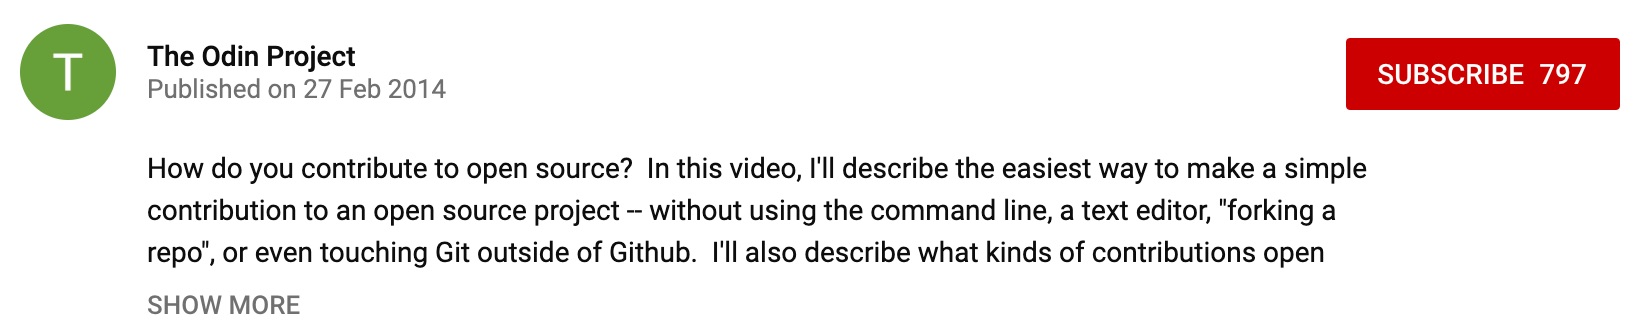 T
The Odin Project
Published on 27 Feb 2014
SUBSCRIBE 797
How do you contribute to open source?  In this video, I'll describe the easiest way to make a simple
contribution to an open source project -- without using the command line, a text editor, "forking a
repo", or even touching Git outside of Github.  I'll also describe what kinds of contributions open
SHOW MORE